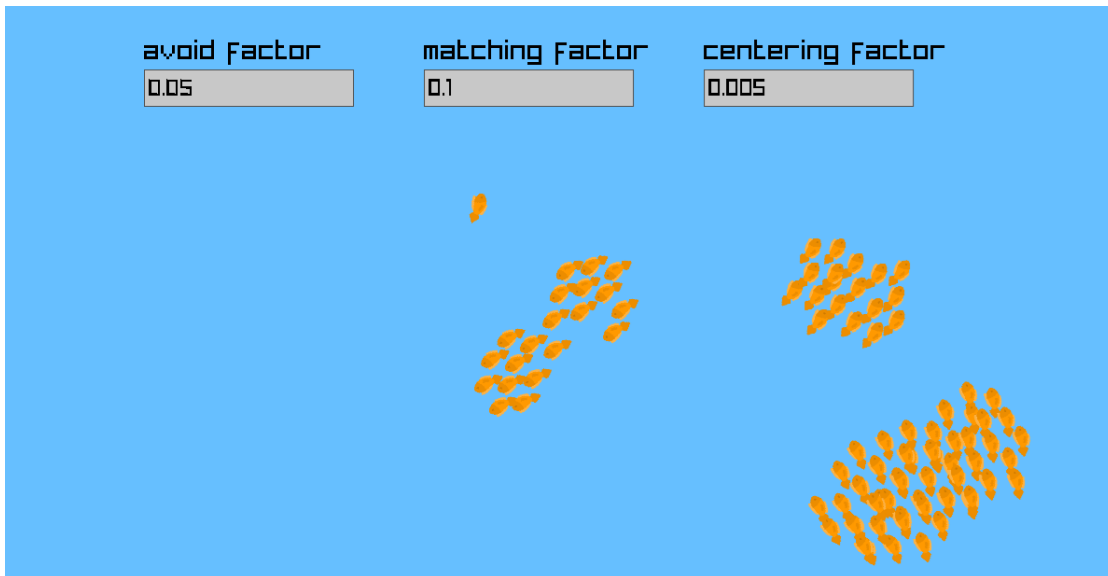 avoid factor
matching factor
centering factor
0.05
0.1
0.005